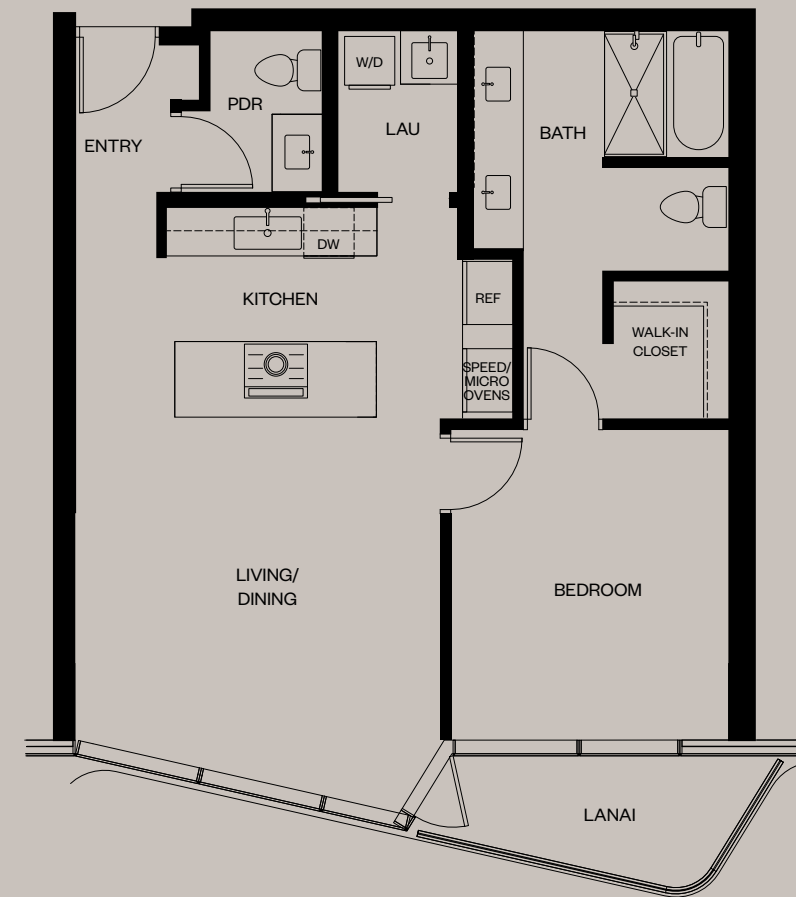 W/D
PDR
LAU
BATH
ENTRY
DW
KITCHEN
REF
WALK-IN
CLOSET
SPEED/
MICRO
OVENS
LIVING/
DINING
BEDROOM
LANAI